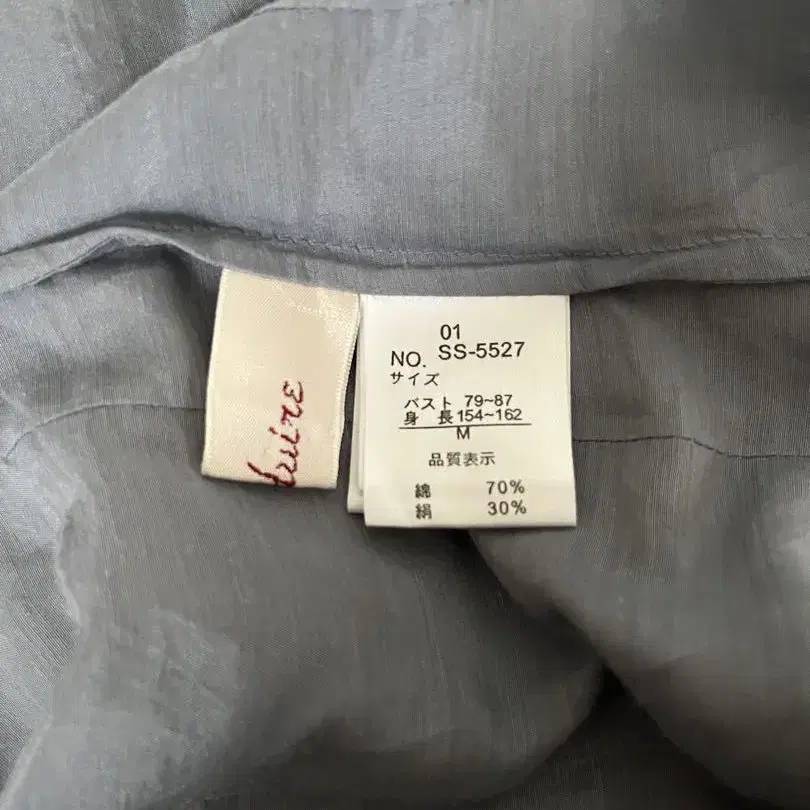 01
NO. SS-5527
サイズ
バスト 79~87
身 長 154~162
M
品質表示
綿 70%
絹 30%